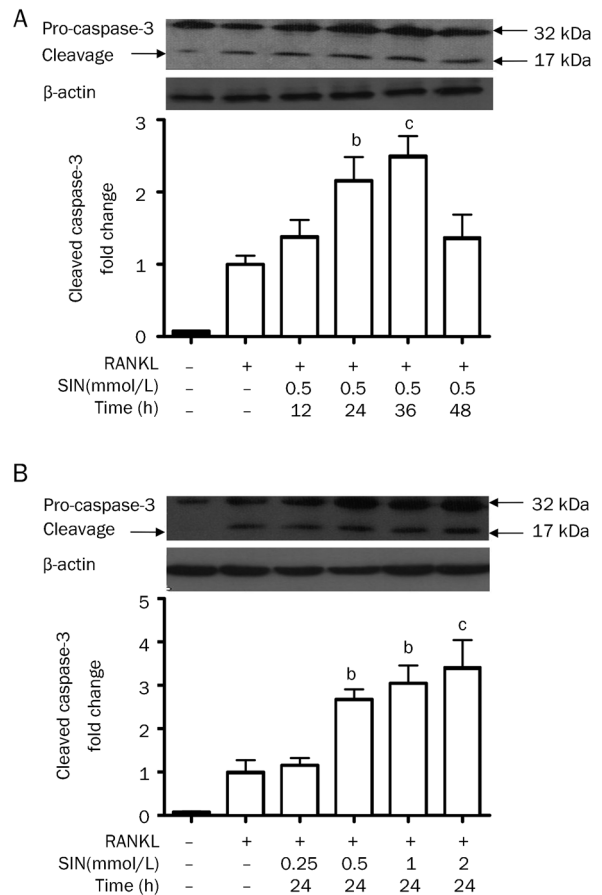 A
Pro-caspase-3
32 kDa
Cleavage
17 kDa
β-actin
Cleaved caspase-3
fold change
3
2
1
0
b
c
RANKL – + + + + +
SIN(mmol/L) – – 0.5 0.5 0.5 0.5
Time (h) – – 12 24 36 48
B
Pro-caspase-3
32 kDa
Cleavage
17 kDa
β-actin
Cleaved caspase-3
fold change
5
4
3
2
1
0
b
b
c
RANKL – + + + + +
SIN(mmol/L) – – 0.25 0.5 1 2
Time (h) – – 24 24 24 24